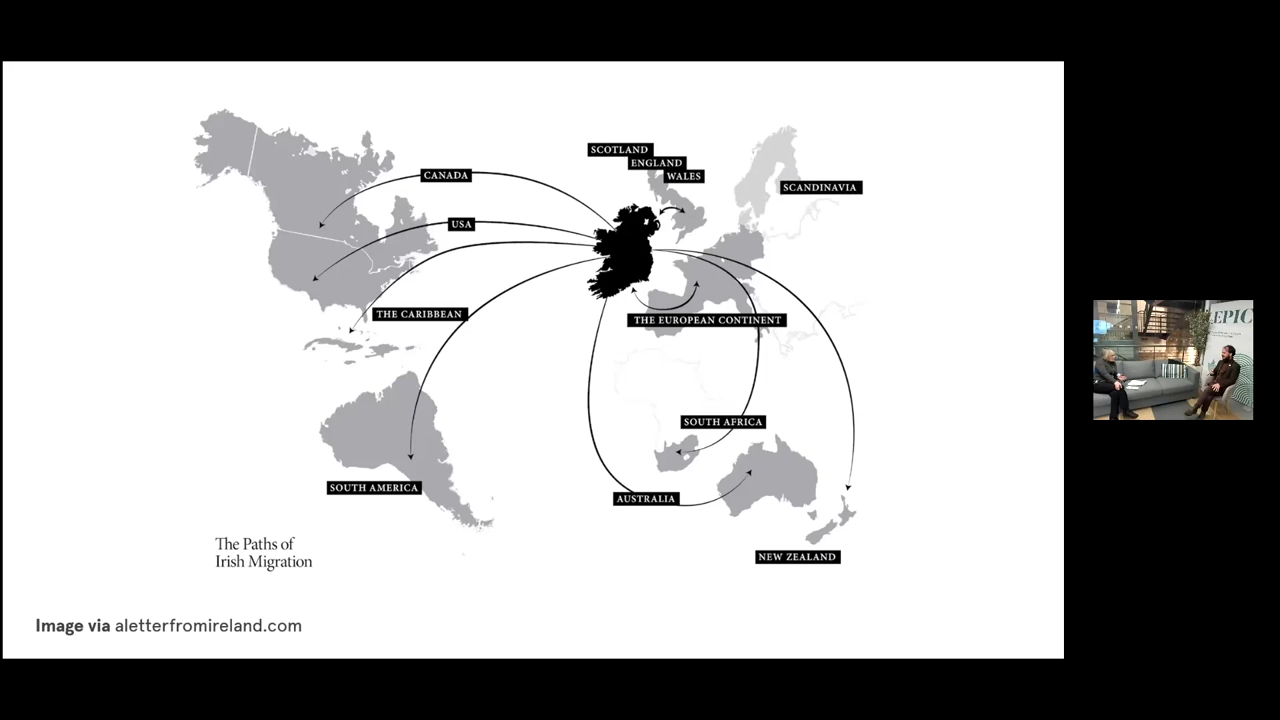 SCOTLAND
ENGLAND
WALES
CANADA
SCANDINAVIA
USA
THE CARIBBEAN
THE EUROPEAN CONTINENT
SOUTH AFRICA
SOUTH AMERICA
AUSTRALIA
NEW ZEALAND
The Paths of
Irish Migration
Image via aletterfromireland.com
EPIC